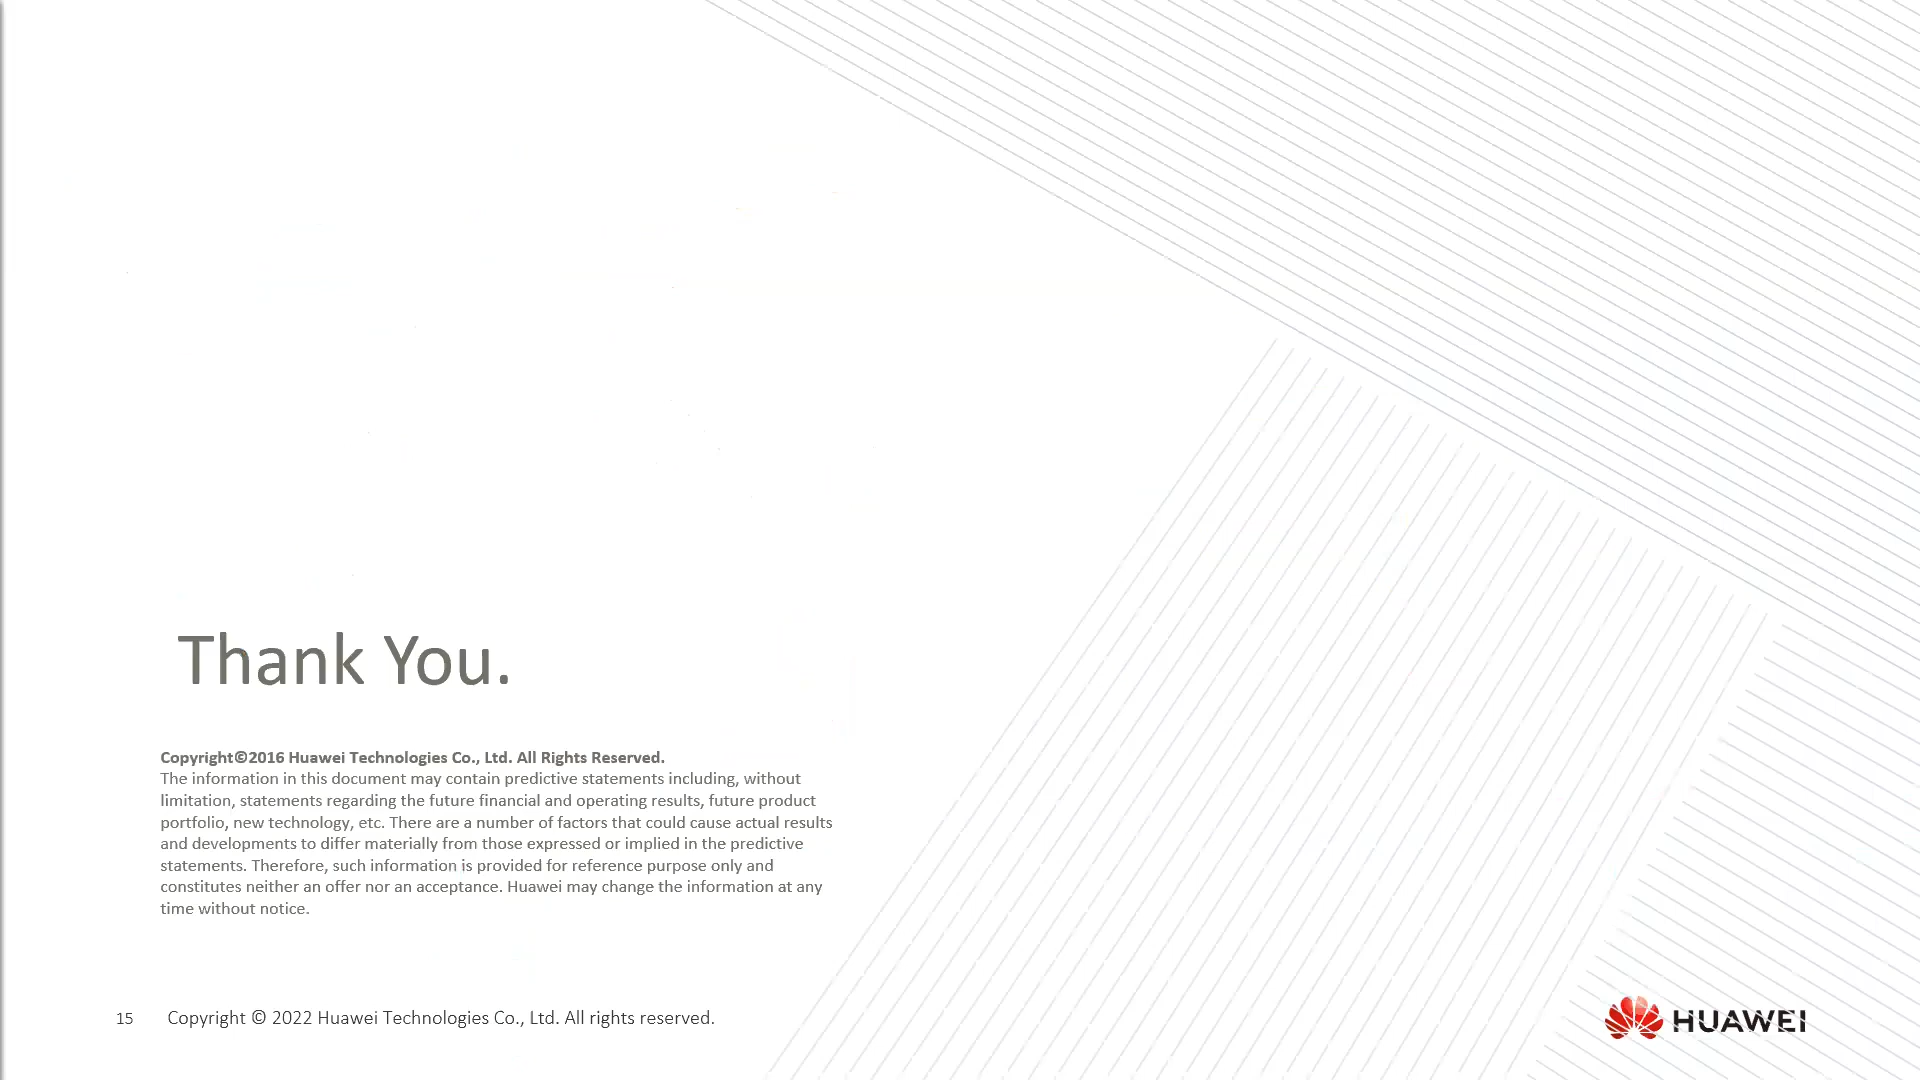 Thank You.
Copyright©2016 Huawei Technologies Co., Ltd. All Rights Reserved.
The information in this document may contain predictive statements including, without
limitation, statements regarding the future financial and operating results, future product
portfolio, new technology, etc. There are a number of factors that could cause actual results
and developments to differ materially from those expressed or implied in the predictive
statements. Therefore, such information is provided for reference purpose only and
constitutes neither an offer nor an acceptance. Huawei may change the information at any
time without notice.
15 Copyright © 2022 Huawei Technologies Co., Ltd. All rights reserved.
HUAWEI